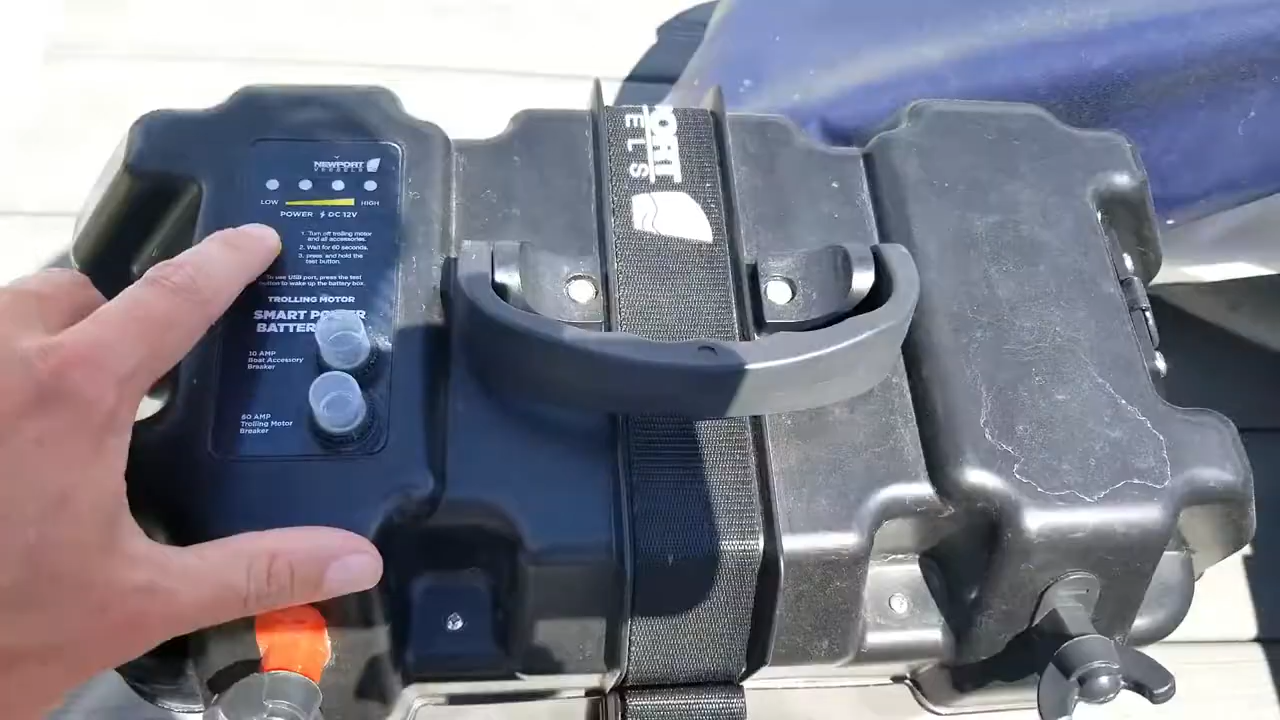 NEWPORT
VESSELS
LOW HIGH
POWER DC 12V
1. Turn off trolling motor
and all accessories.
2. Wait for 60 seconds.
3. press and hold the
test button.
To use USB port, press the test
button to wake up the battery box.
TROLLING MOTOR
SMART POWER
BATTER
10 AMP
Boat Accessory
Breaker
60 AMP
Trolling Motor
Breaker
ORT
ELS